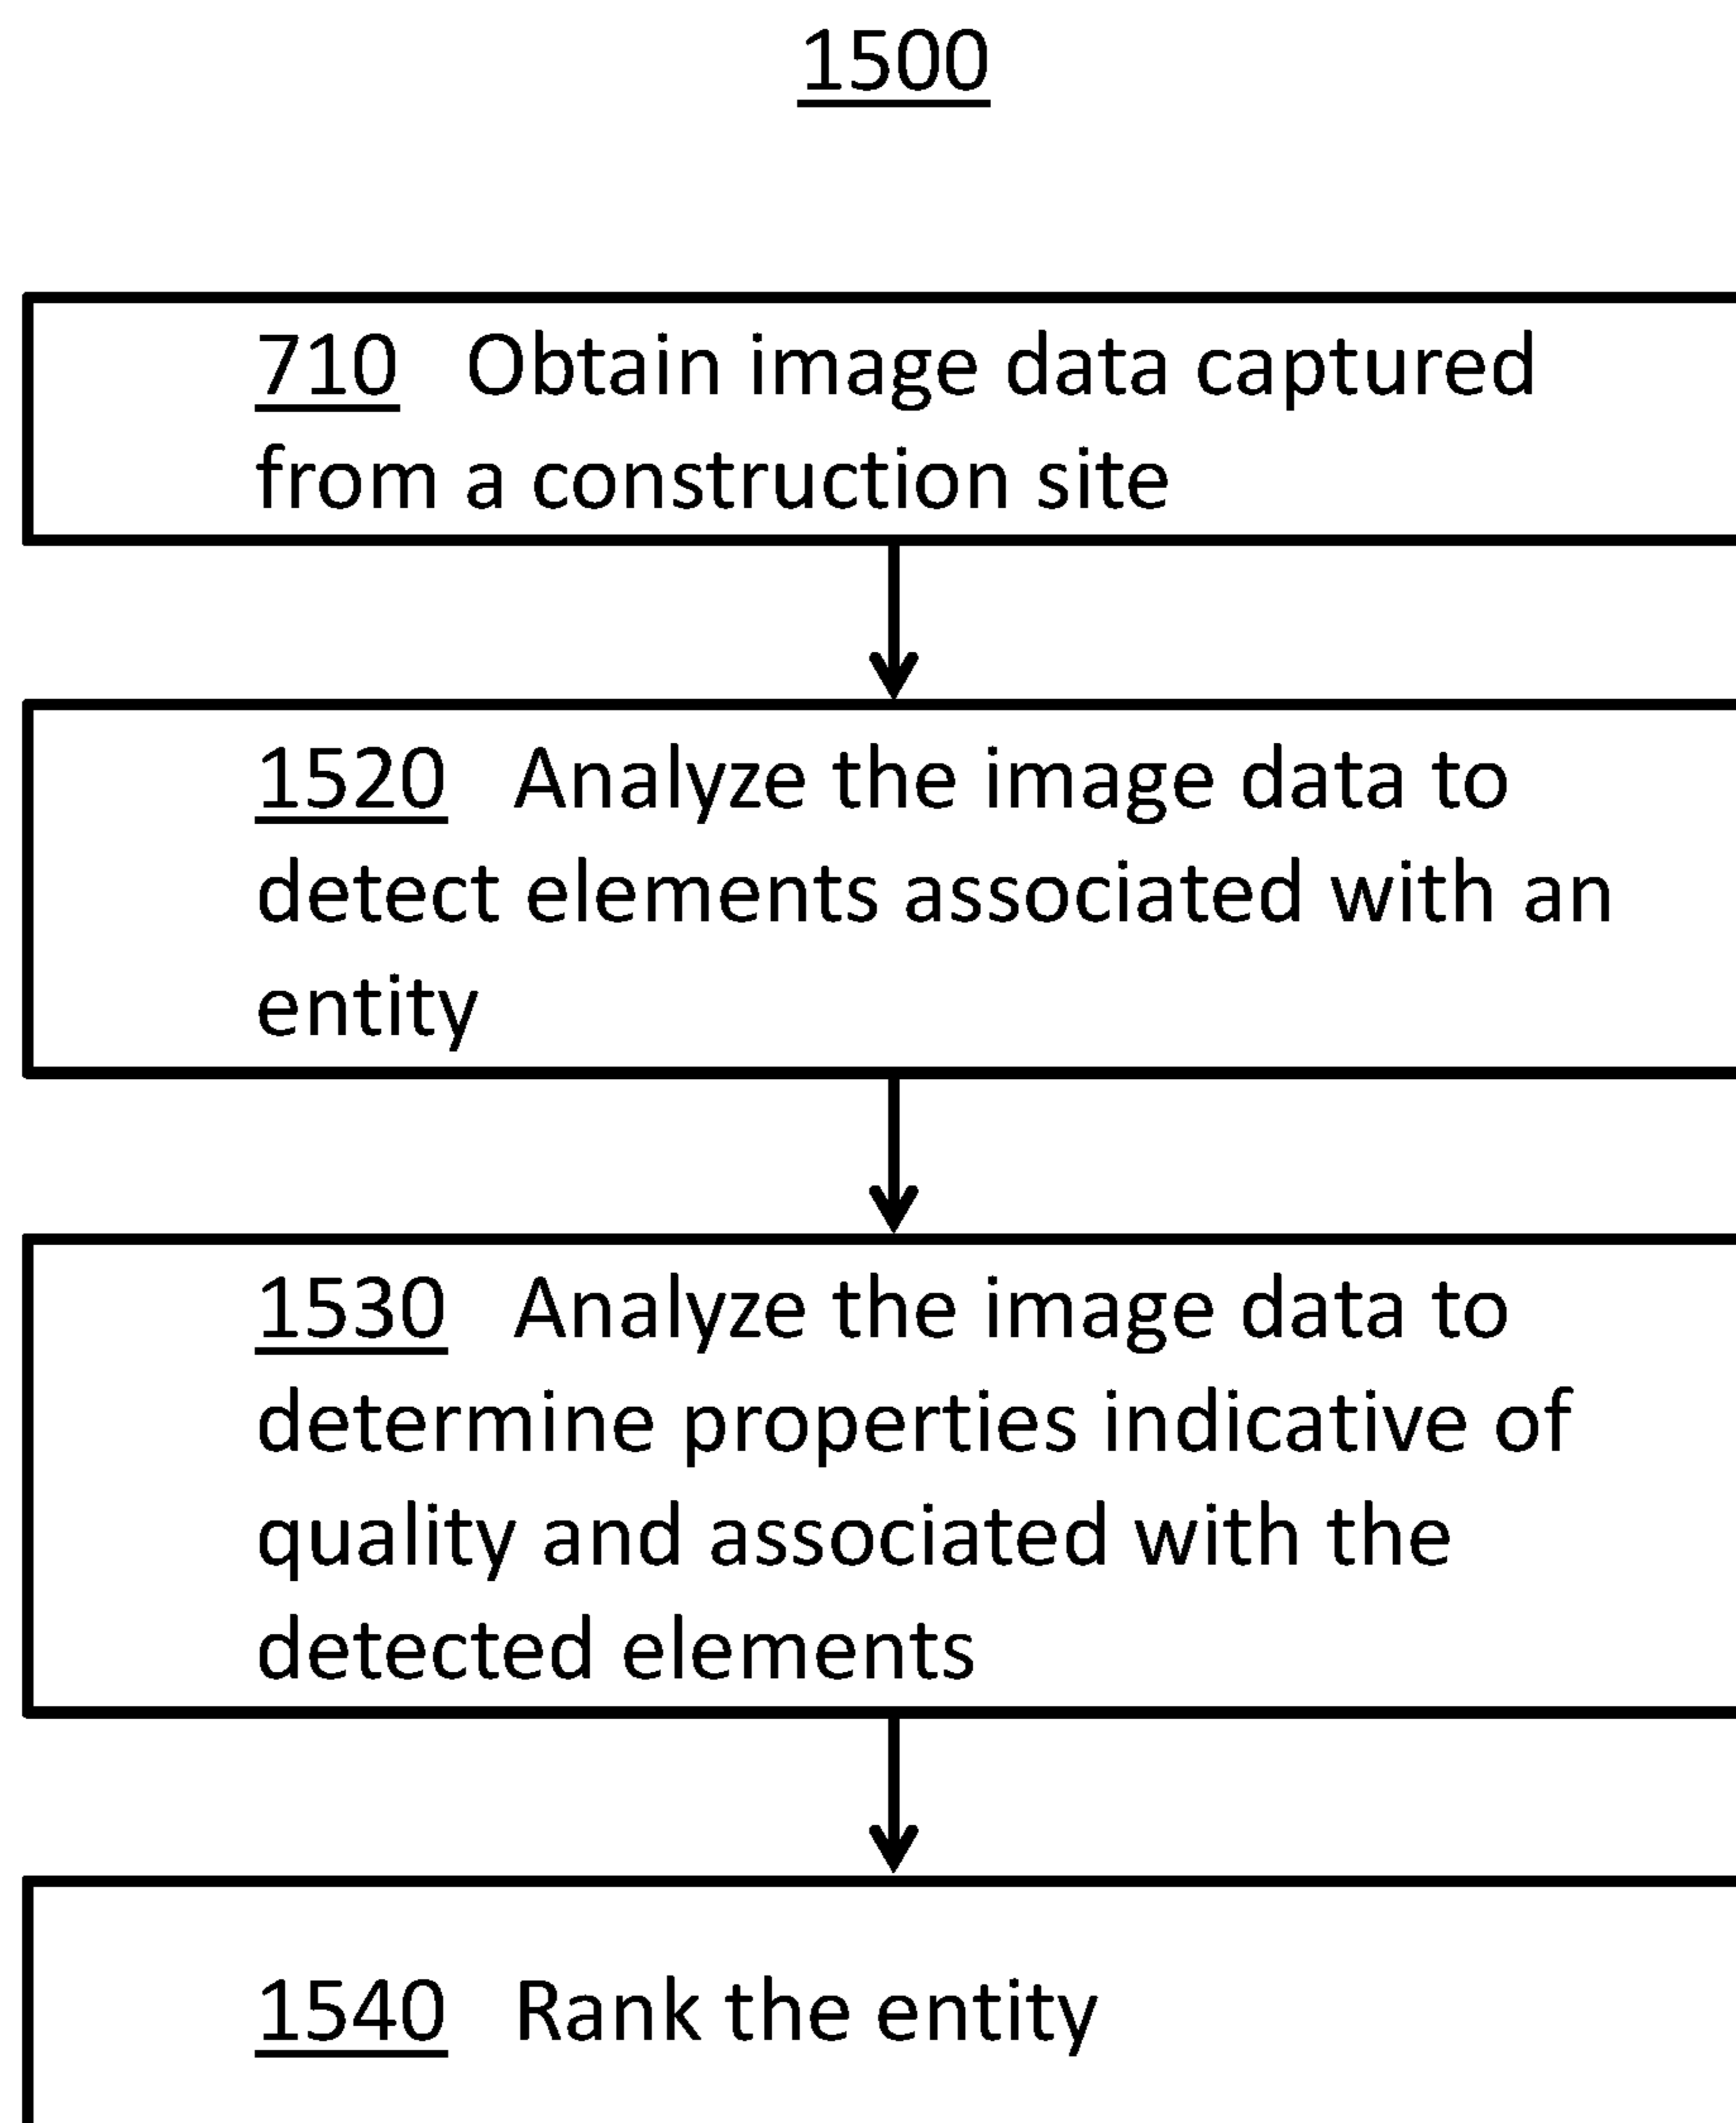 1500
710 Obtain image data captured
from a construction site
1520 Analyze the image data to
detect elements associated with an
entity
1530 Analyze the image data to
determine properties indicative of
quality and associated with the
detected elements
1540 Rank the entity